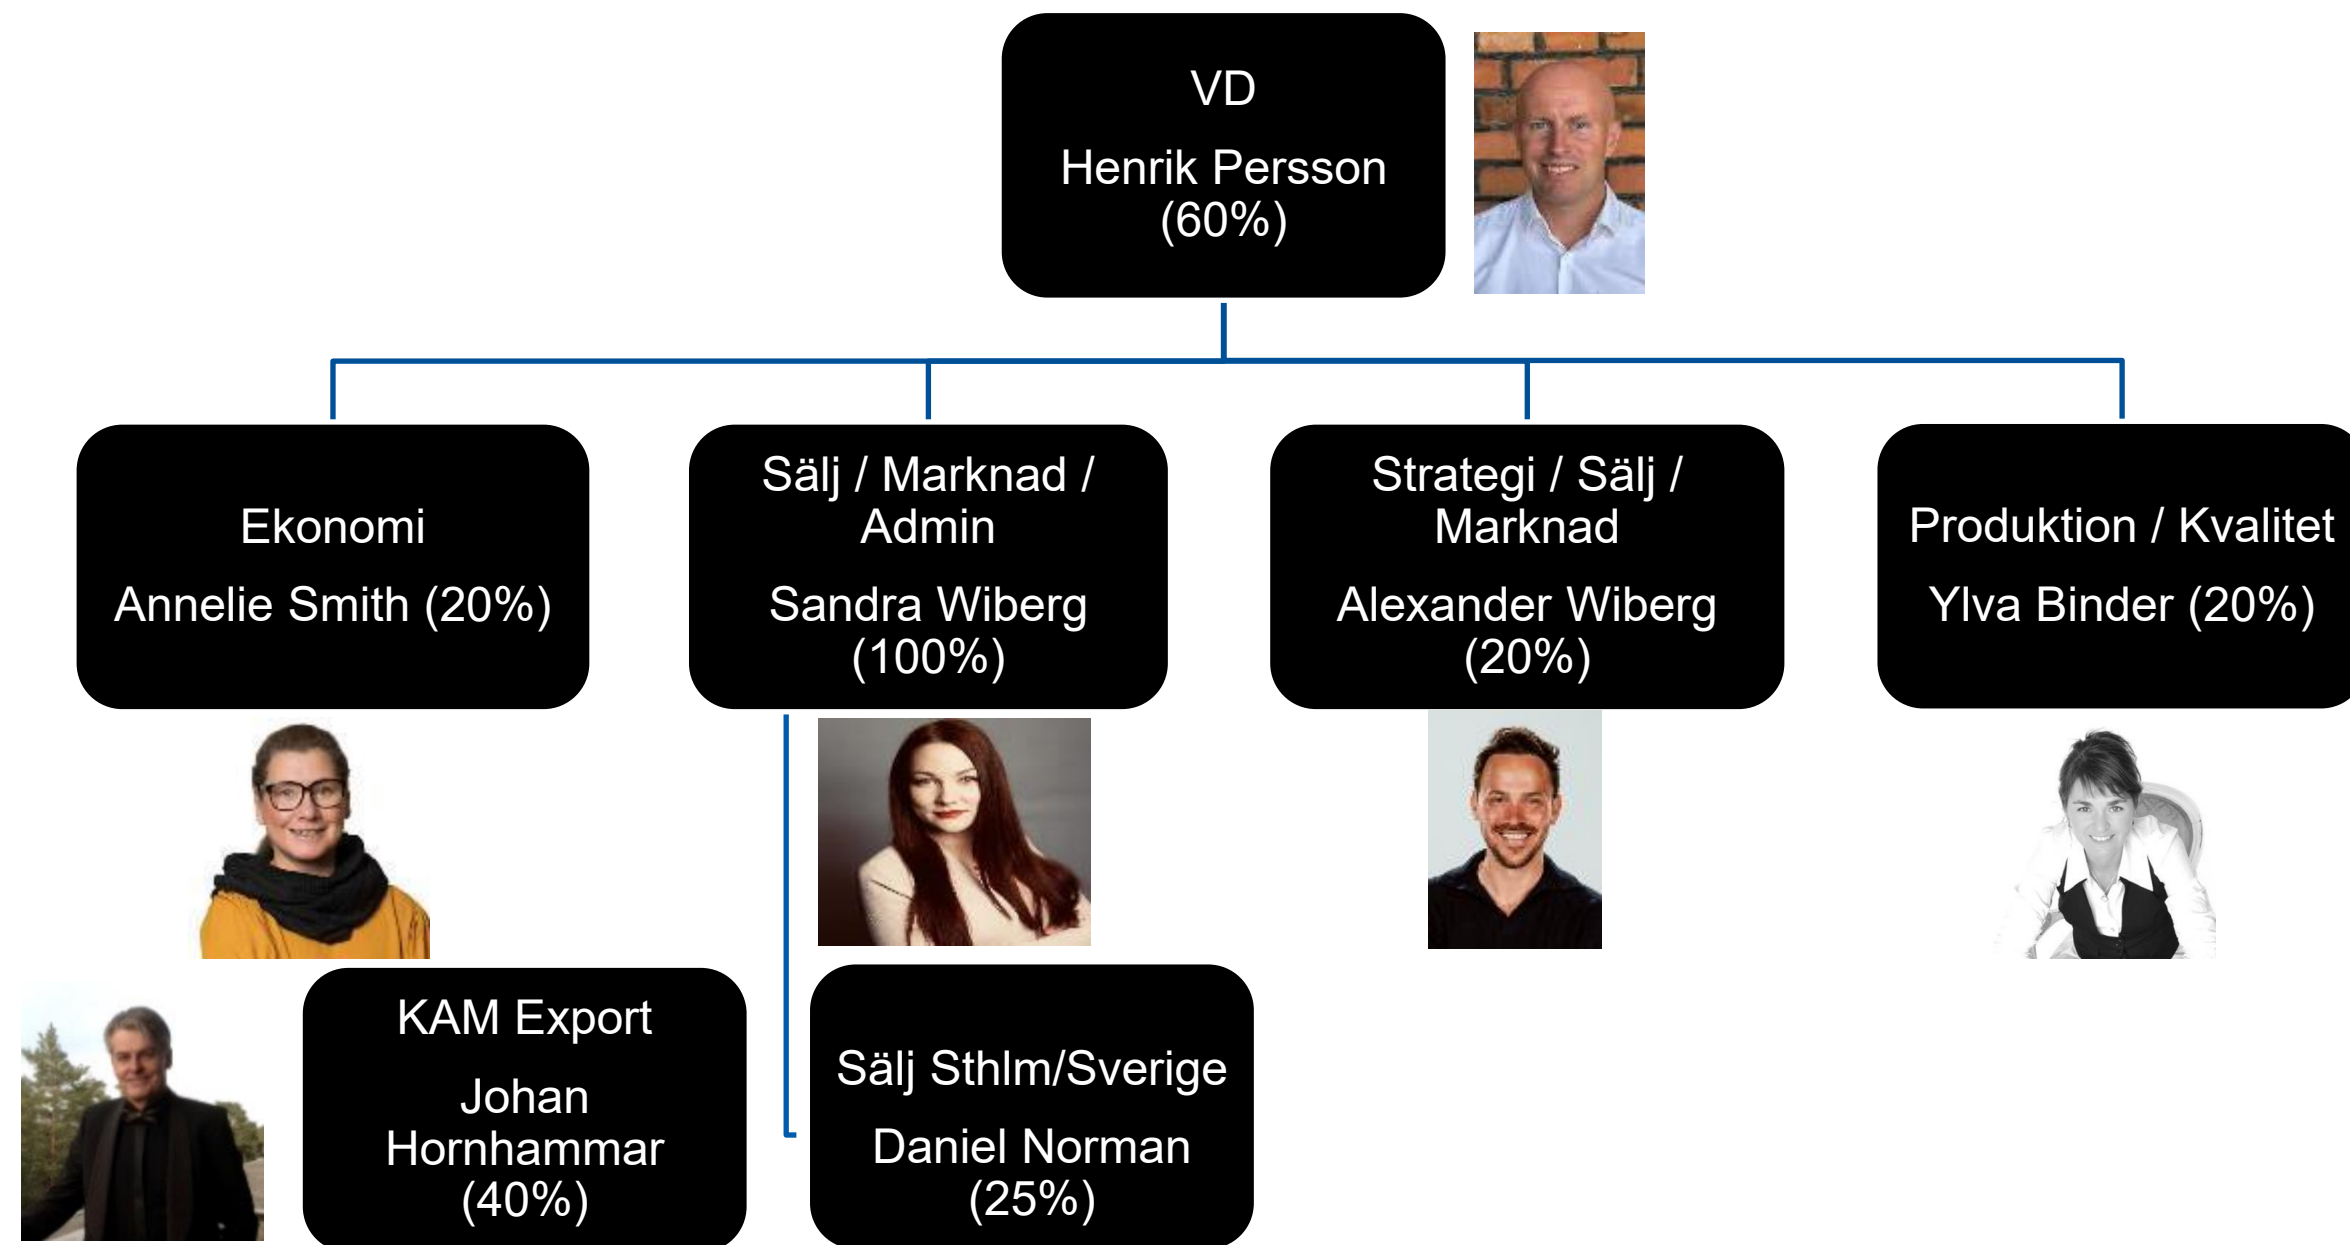 VD
Henrik Persson
(60%)
Ekonomi
Annelie Smith (20%)
Sälj / Marknad /
Admin
Sandra Wiberg
(100%)
Strategi / Sälj /
Marknad
Alexander Wiberg
(20%)
Produktion / Kvalitet
Ylva Binder (20%)
KAM Export
Johan
Hornhammar
(40%)
Sälj Sthlm/Sverige
Daniel Norman
(25%)